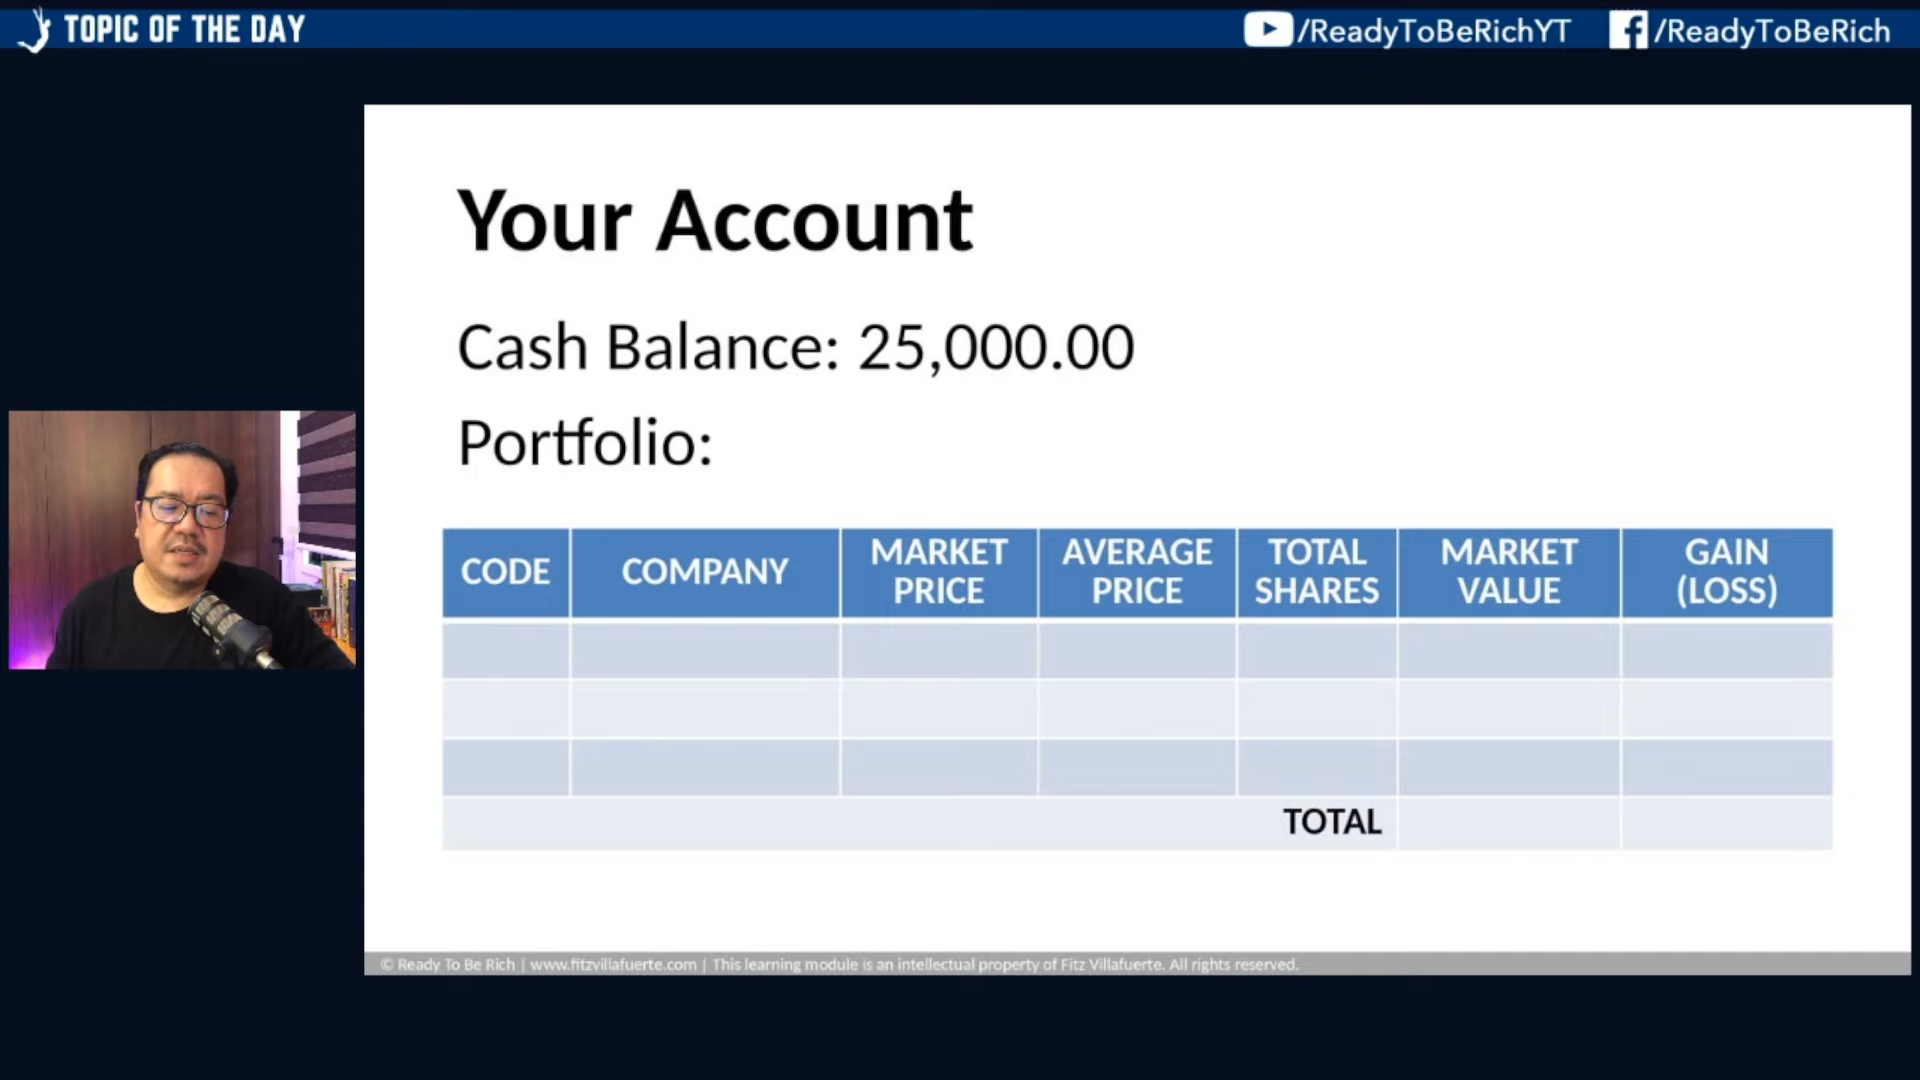 TOPIC OF THE DAY
/ReadyToBeRichYT
/ReadyToBeRich
Your Account
Cash Balance: 25,000.00
Portfolio:
CODE
COMPANY
MARKET
PRICE
AVERAGE
PRICE
TOTAL
SHARES
MARKET
VALUE
GAIN
(LOSS)
TOTAL
© Ready To Be Rich | www.fitzvillafuerte.com | This learning module is an intellectual property of Fitz Villafuerte. All rights reserved.